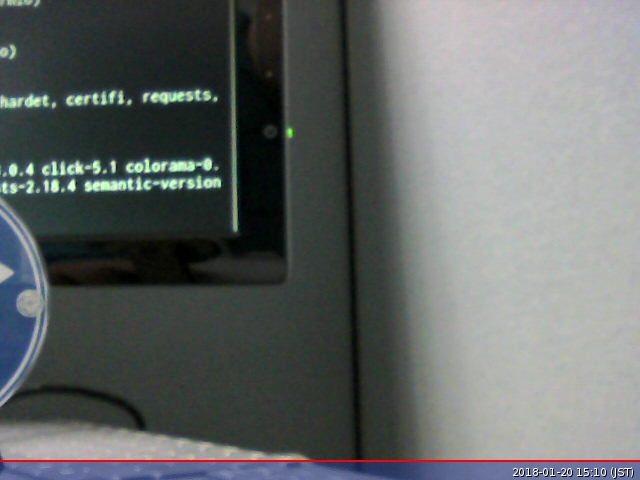 o)
hardet, certifi, requests,
.0.4 click-5.1 colorama-0.
ts-2.18.4 semantic-version
2018-01-20 15:10 (JST)